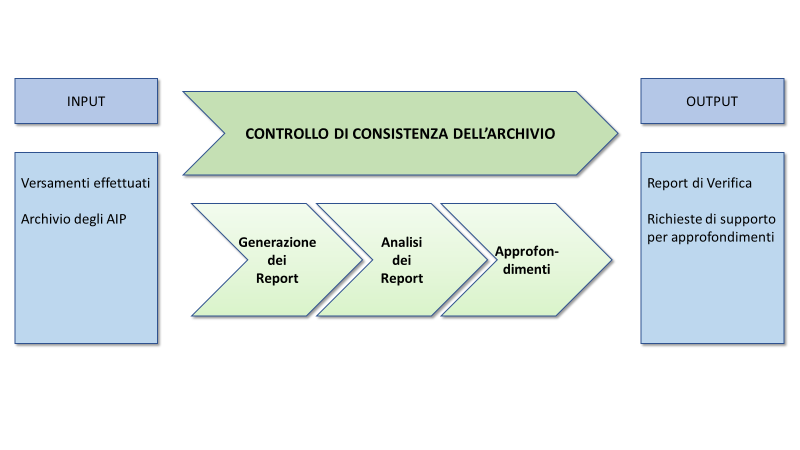 INPUT
Versamenti effettuati
Archivio degli AIP
CONTROLLO DI CONSISTENZA DELL’ARCHIVIO
Generazione
dei
Report
Analisi
dei
Report
Approfon-
dimenti
OUTPUT
Report di Verifica
Richieste di supporto
per approfondimenti